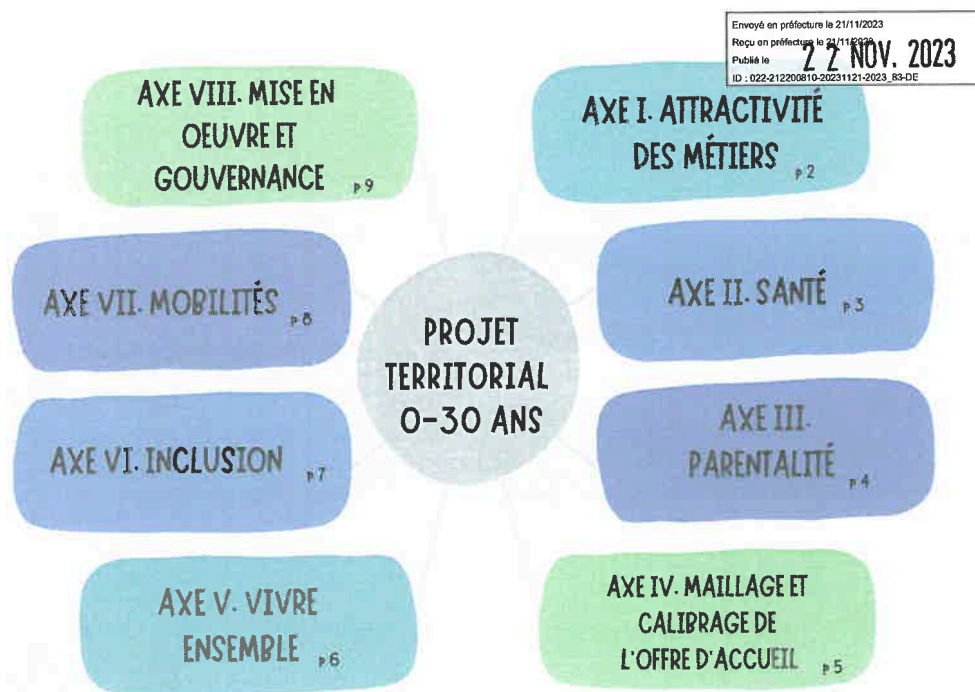 Envoyé en préfecture le 21/11/2023
Reçu en préfecture le 21/11/2023
Publié le 22 NOV. 2023
ID : 022-212200810-20231121-2023_83-DE
AXE I. ATTRACTIVITÉ
DES MÉTIERS
p 2
AXE II. SANTÉ
p 3
AXE III.
PARENTALITÉ
p 4
AXE IV. MAILLAGE ET
CALIBRAGE DE
L'OFFRE D'ACCUEIL
p 5
AXE V. VIVRE
ENSEMBLE
p 6
AXE VI. INCLUSION
p 7
AXE VII. MOBILITÉS
p 8
AXE VIII. MISE EN
OEUVRE ET
GOUVERNANCE
p 9
PROJET
TERRITORIAL
0-30 ANS